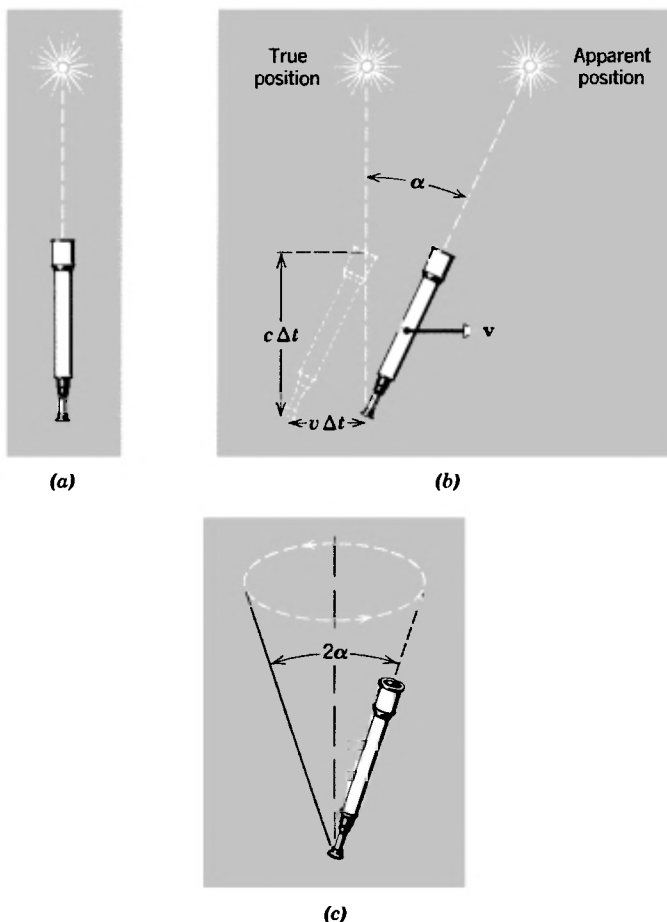 True
position
Apparent
position
α
c Δt
v
v Δt
(a)
(b)
2α
(c)